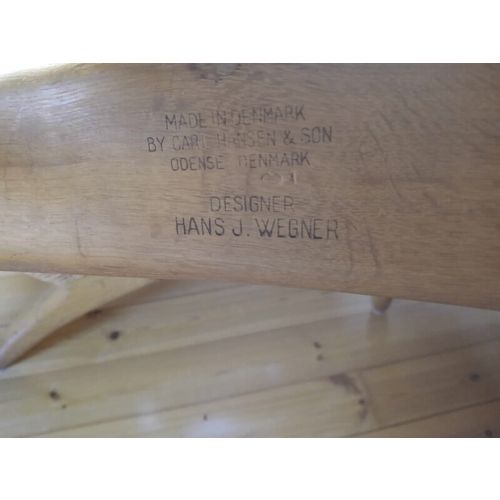 MADE IN DENMARK
BY CARL HANSEN & SON
ODENSE DENMARK
DESIGNER
HANS J. WEGNER